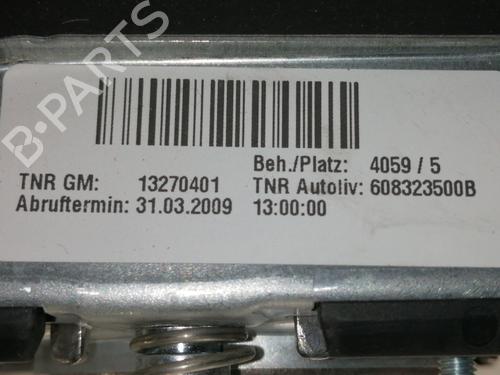 B-PARTS
Beh./Platz: 4059 / 5
TNR GM: 13270401 TNR Autoliv: 608323500B
Abruftermin: 31.03.2009 13:00:00